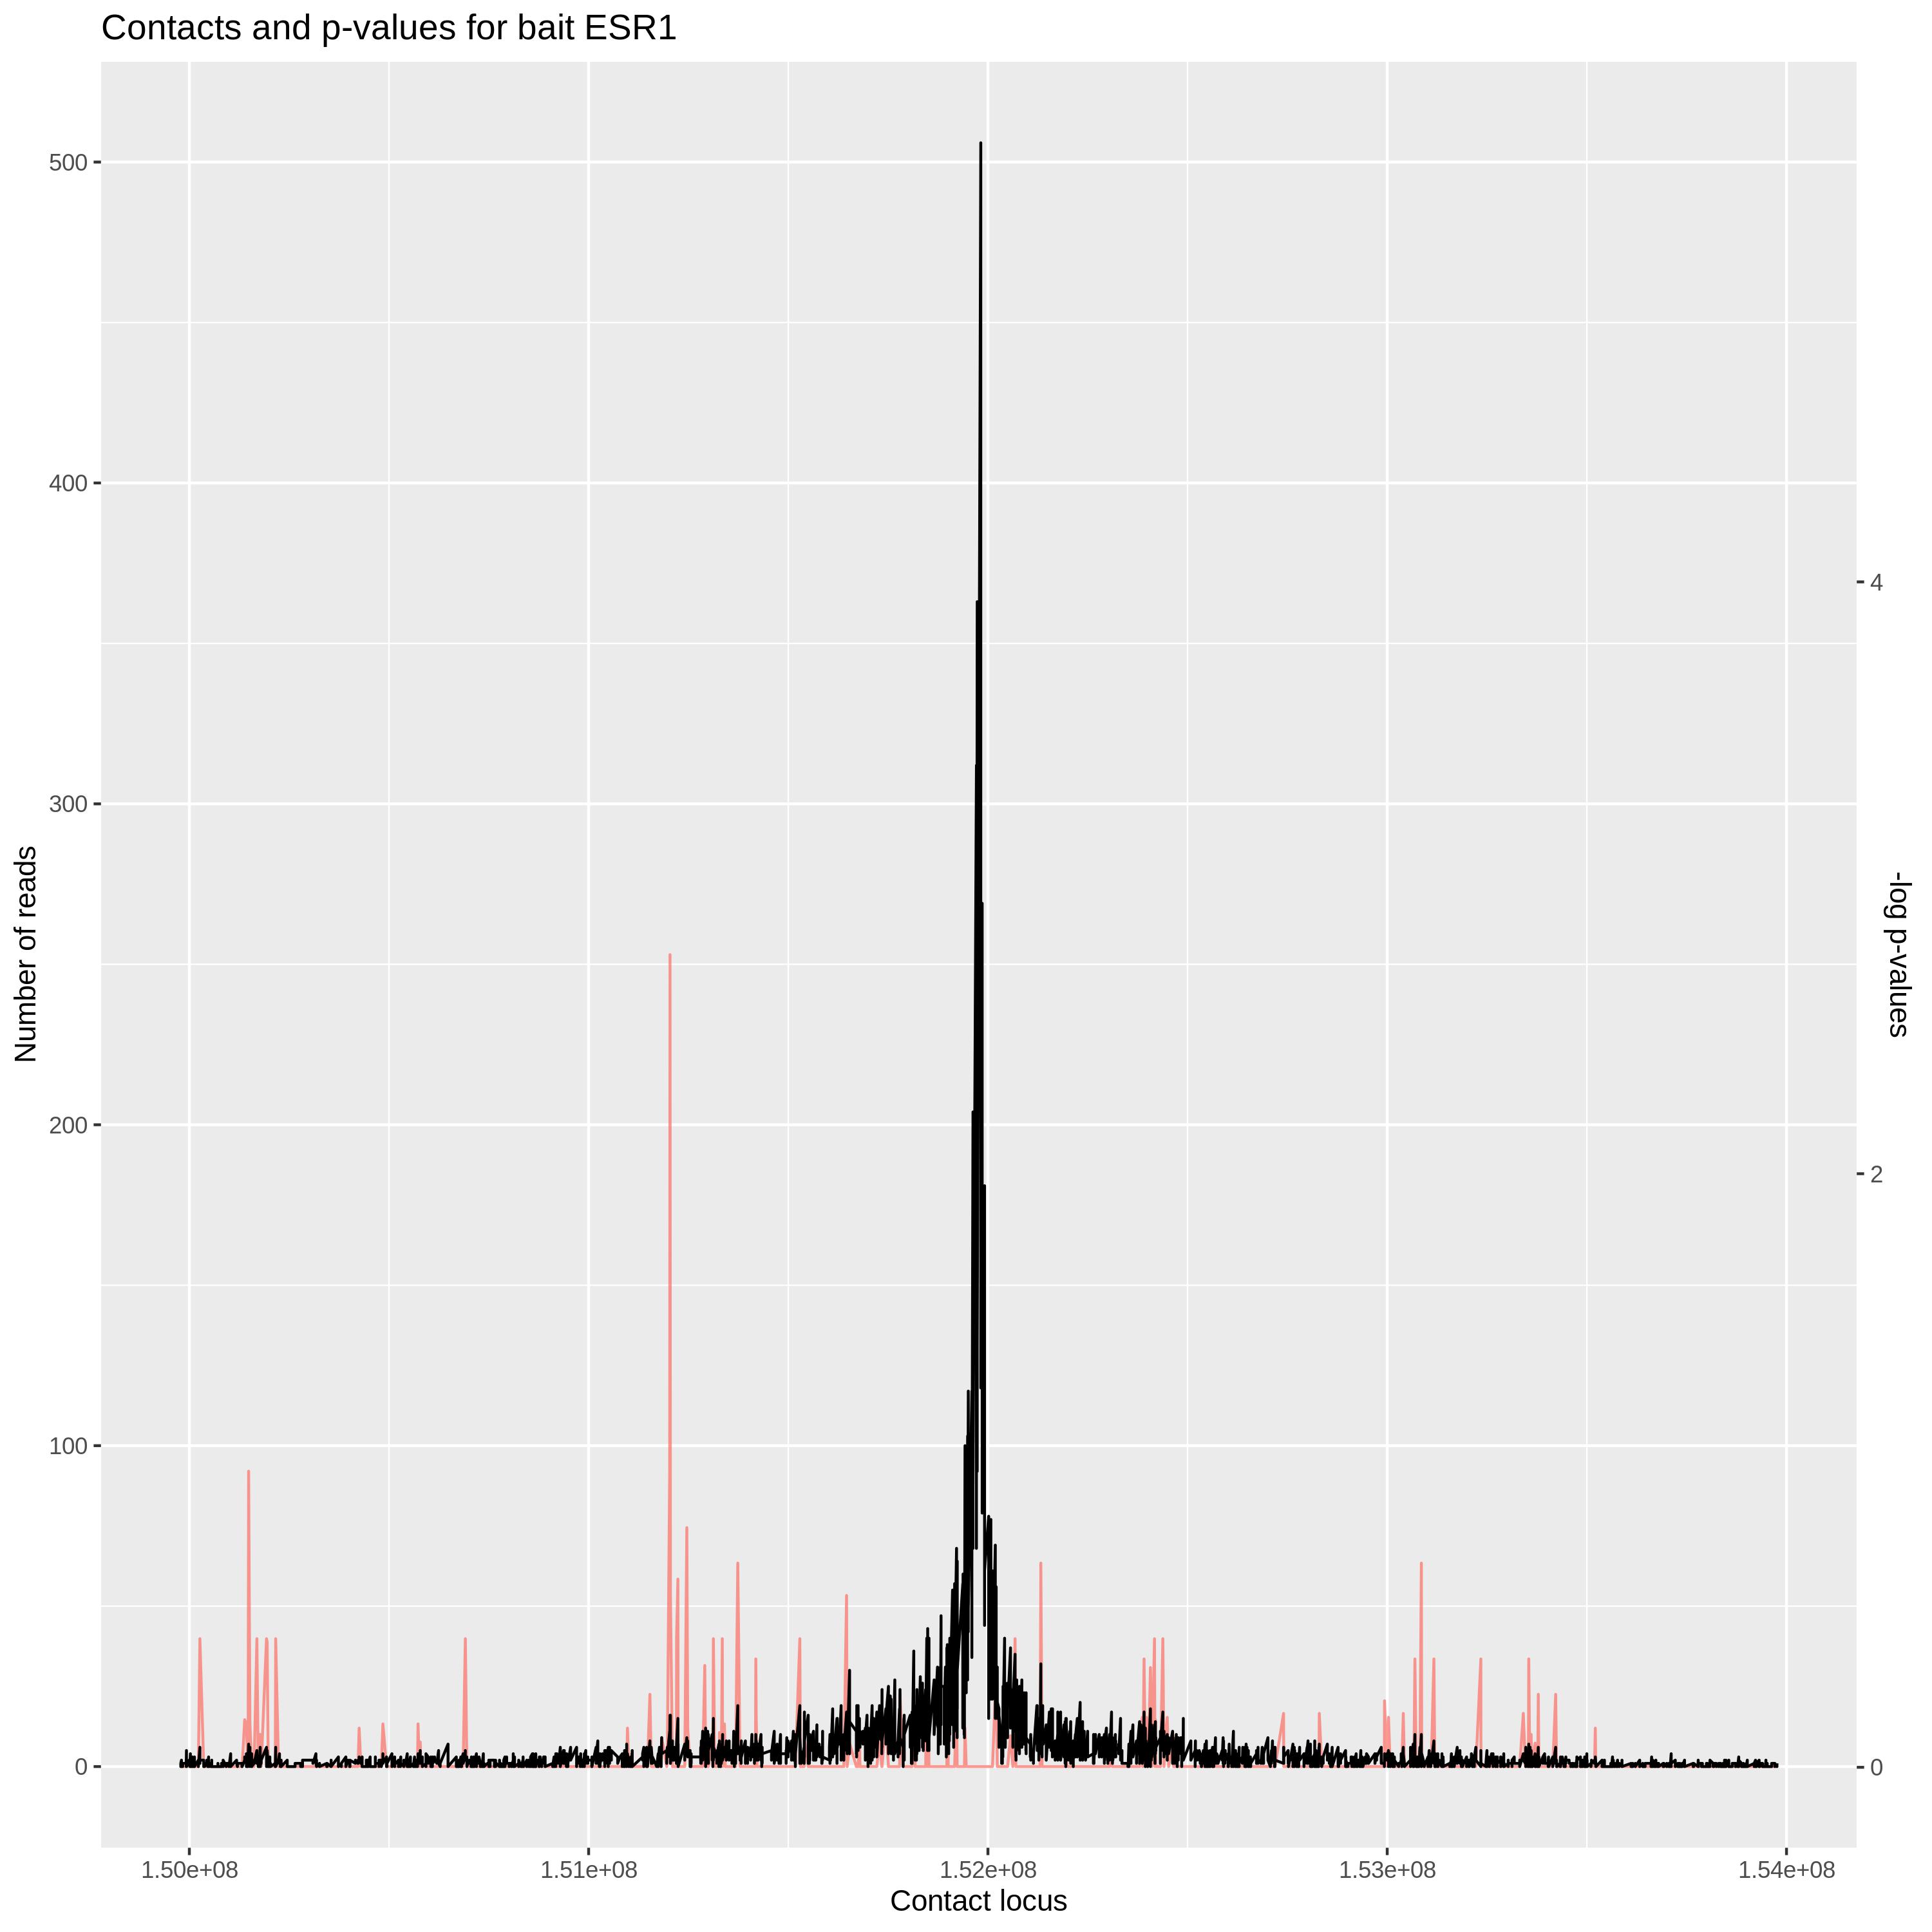 Contacts and p-values for bait ESR1
500
400
300
200
100
0
Number of reads
4
2
0
-log p-values
1.50e+08
1.51e+08
1.52e+08
1.53e+08
1.54e+08
Contact locus